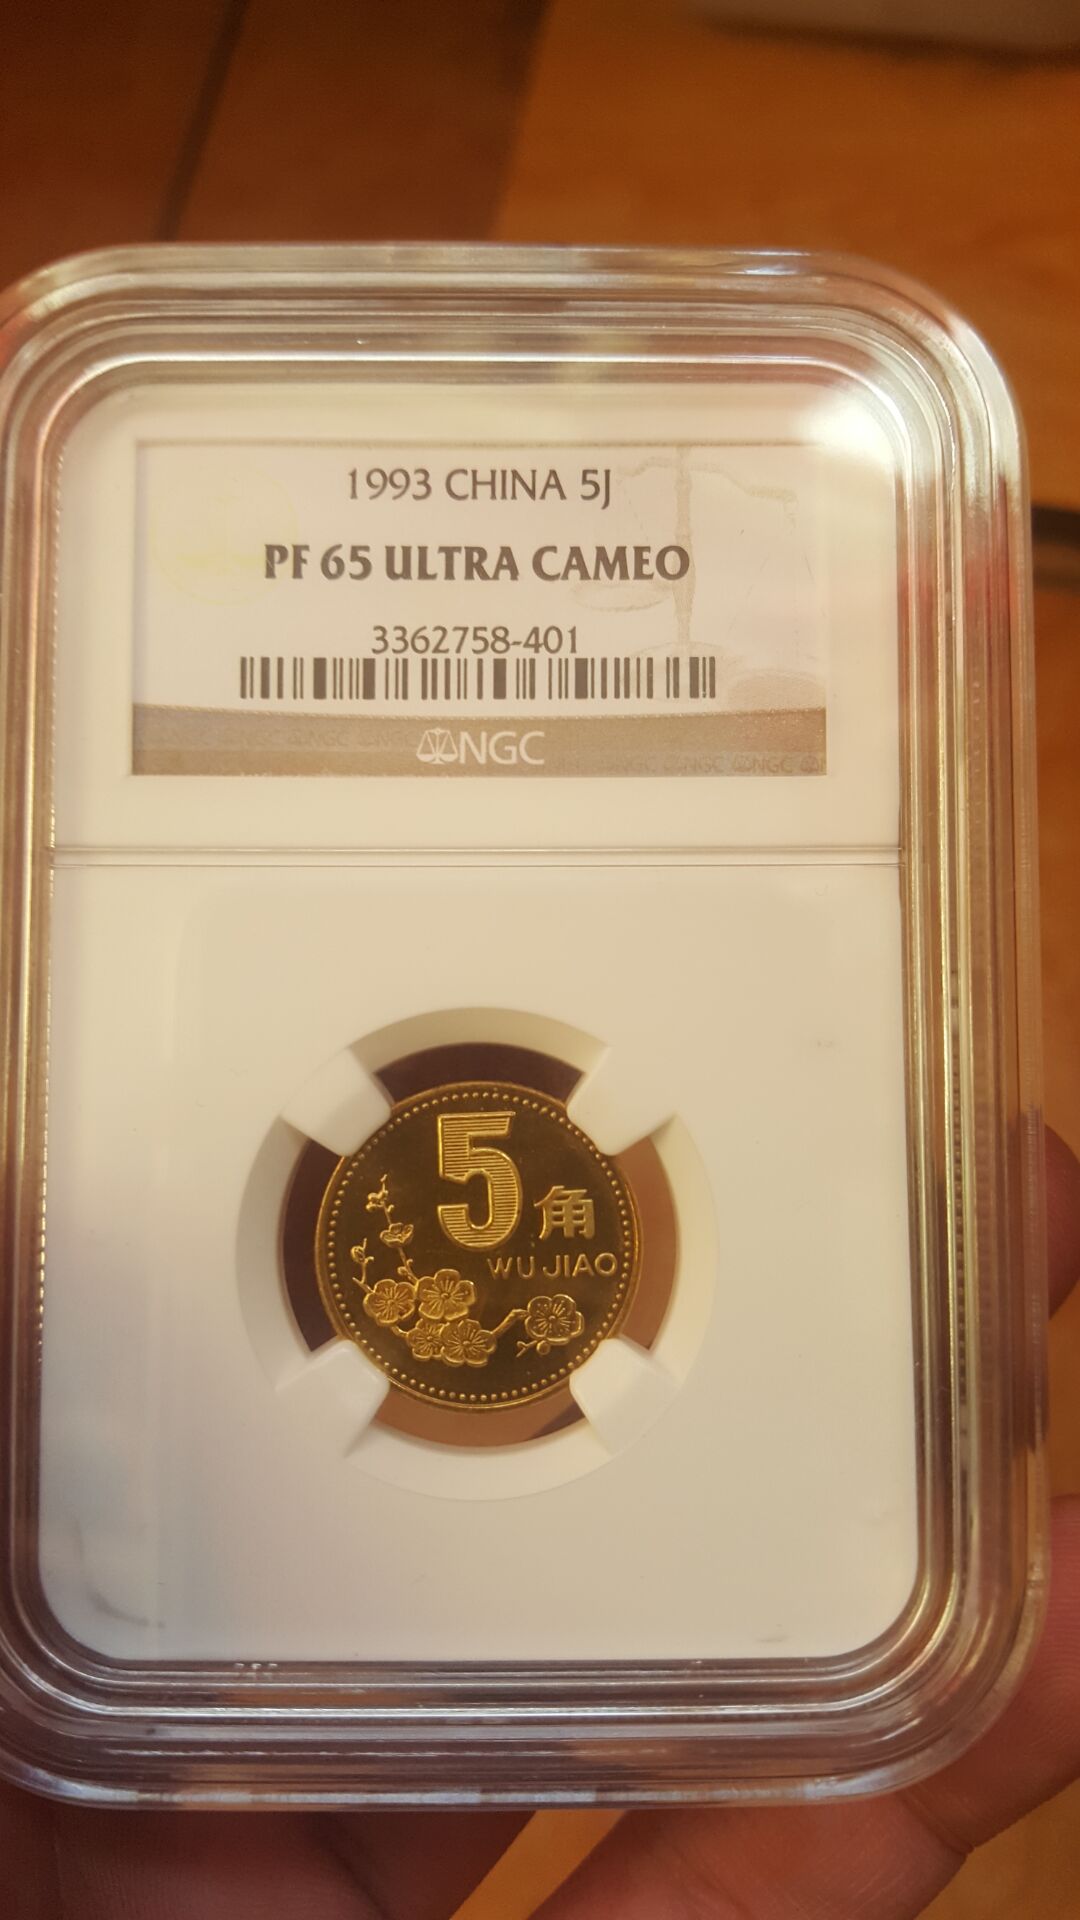 1993 CHINA 5J
PF 65 ULTRA CAMEO
3362758-401
NGC
5
角
WU JIAO